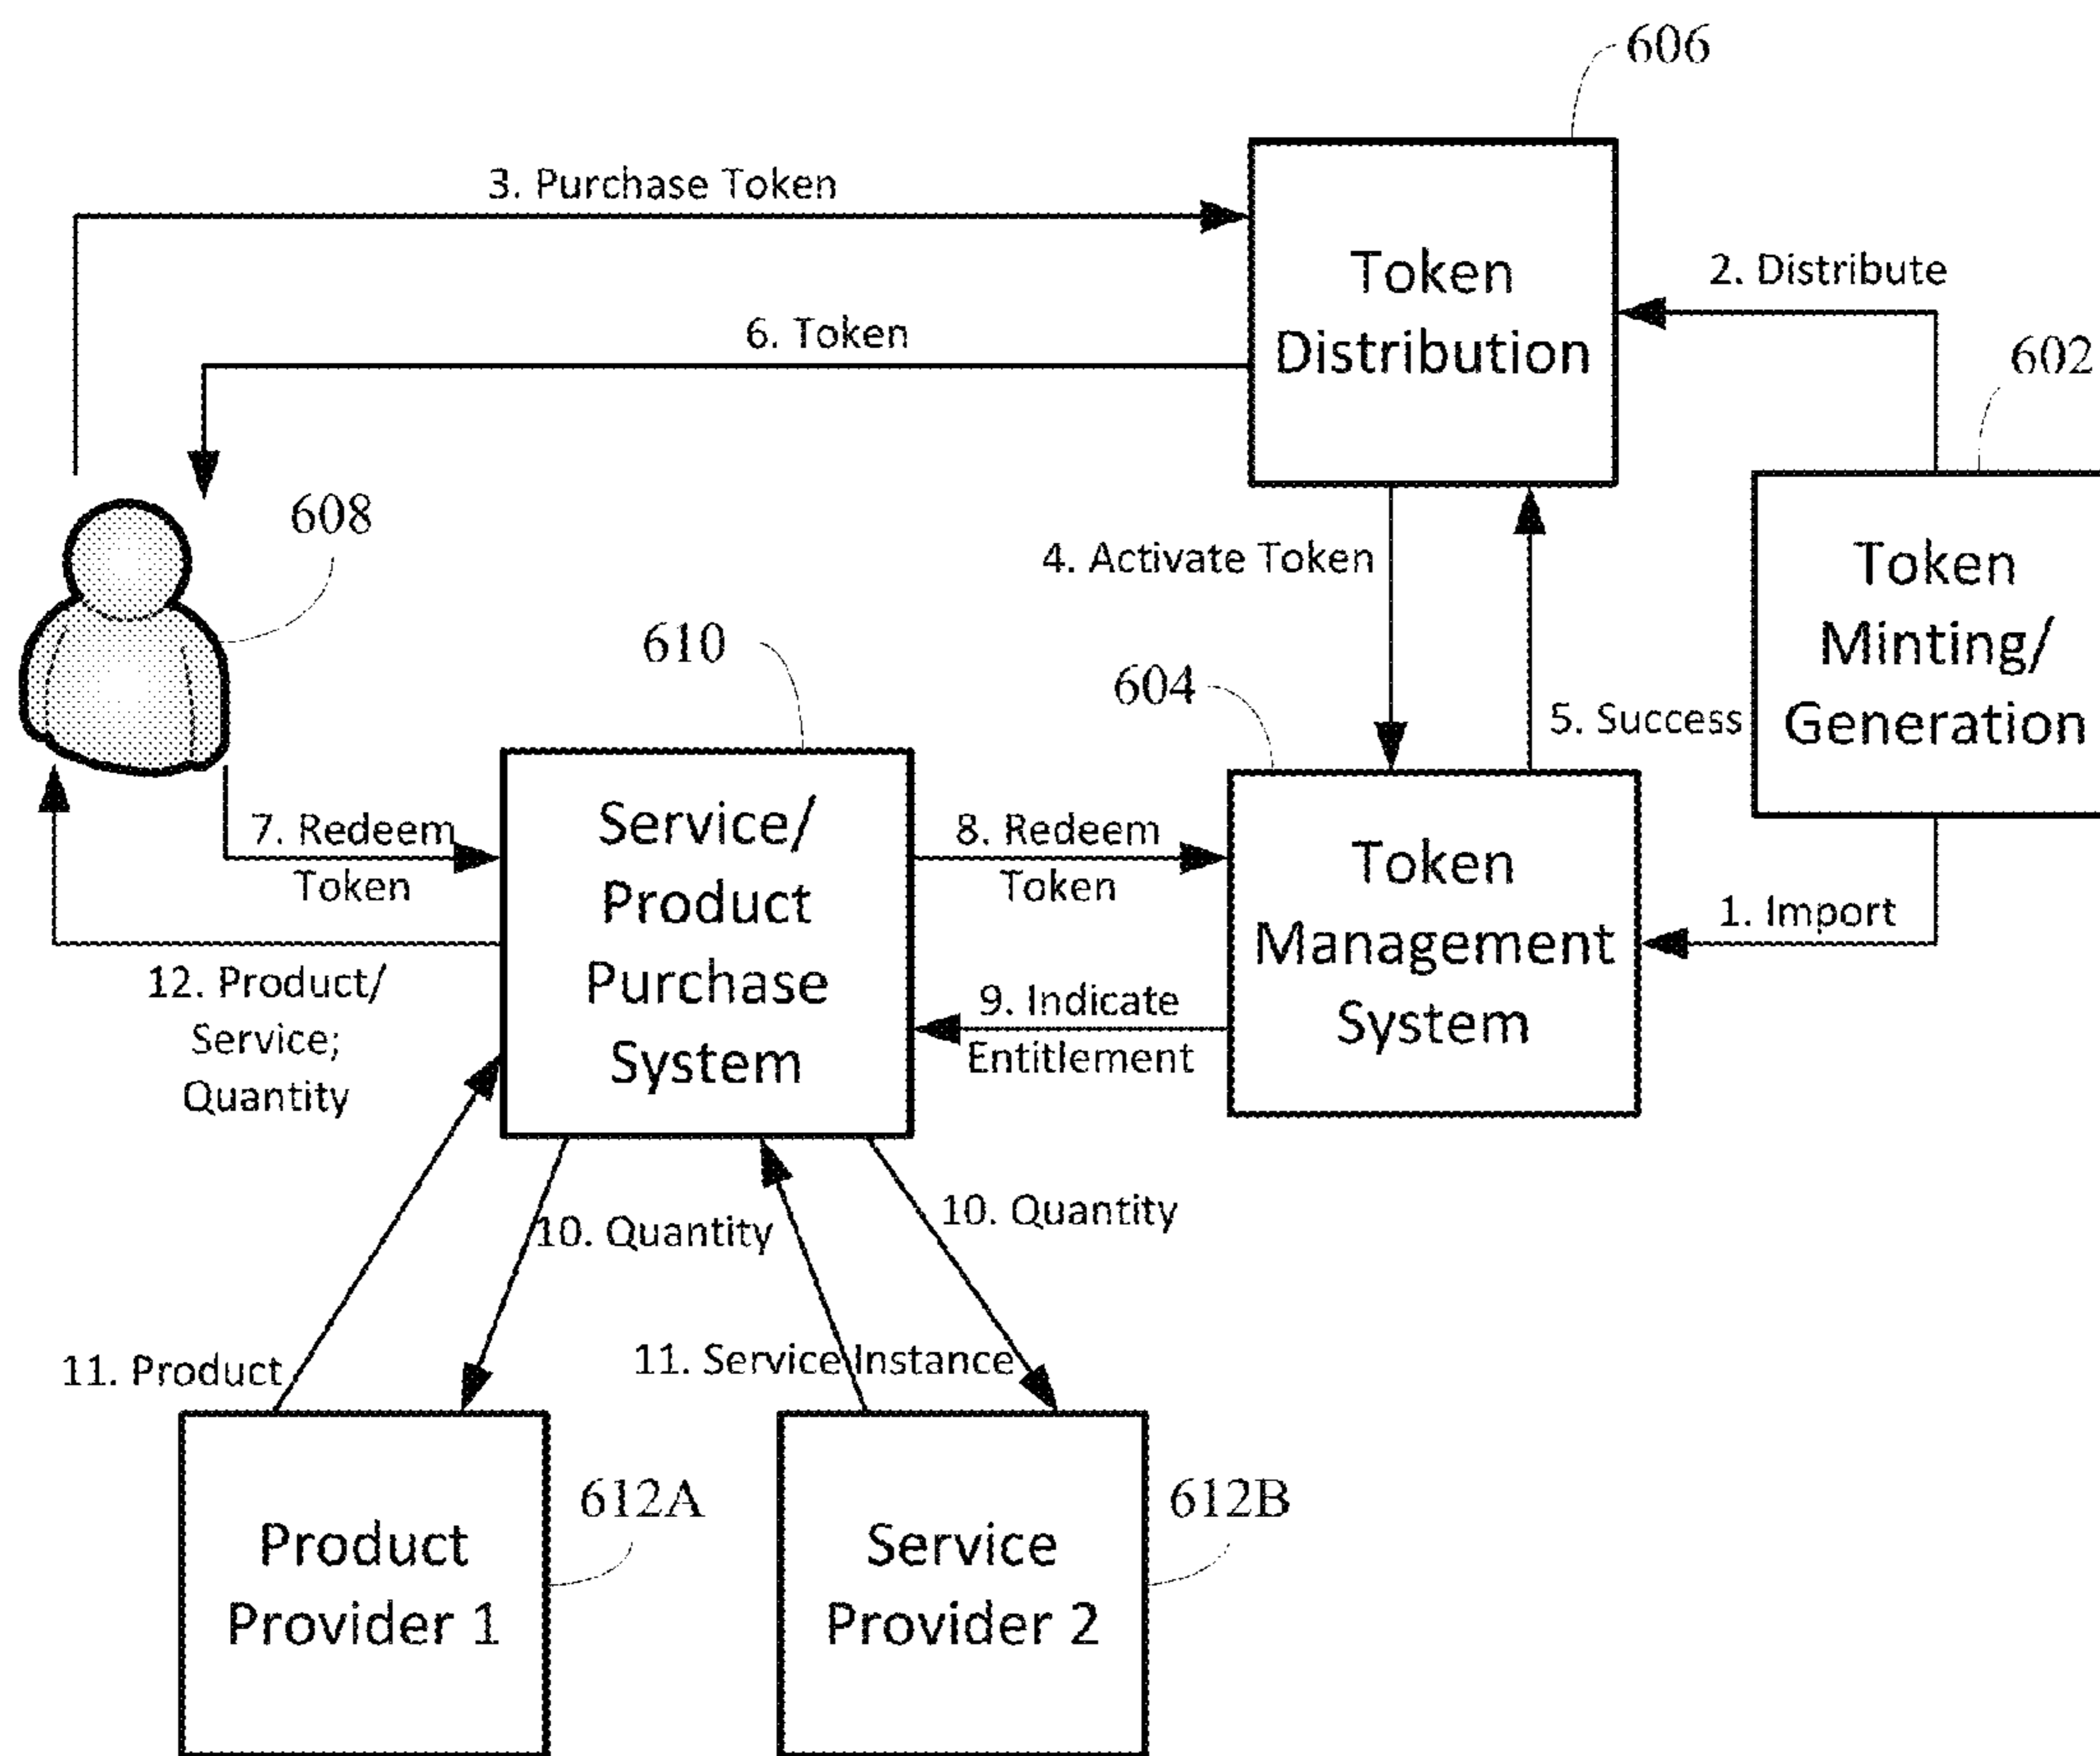 606
3. Purchase Token
Token
Distribution
2. Distribute
6. Token
602
608
4. Activate Token
5. Success
Token
Minting/
Generation
610
604
7. Redeem
Token
Service/
Product
Purchase
System
8. Redeem
Token
Token
Management
System
1. Import
9. Indicate
Entitlement
12. Product/
Service;
Quantity
10. Quantity
10. Quantity
11. Product
11. Service Instance
612A
612B
Product
Provider 1
Service
Provider 2